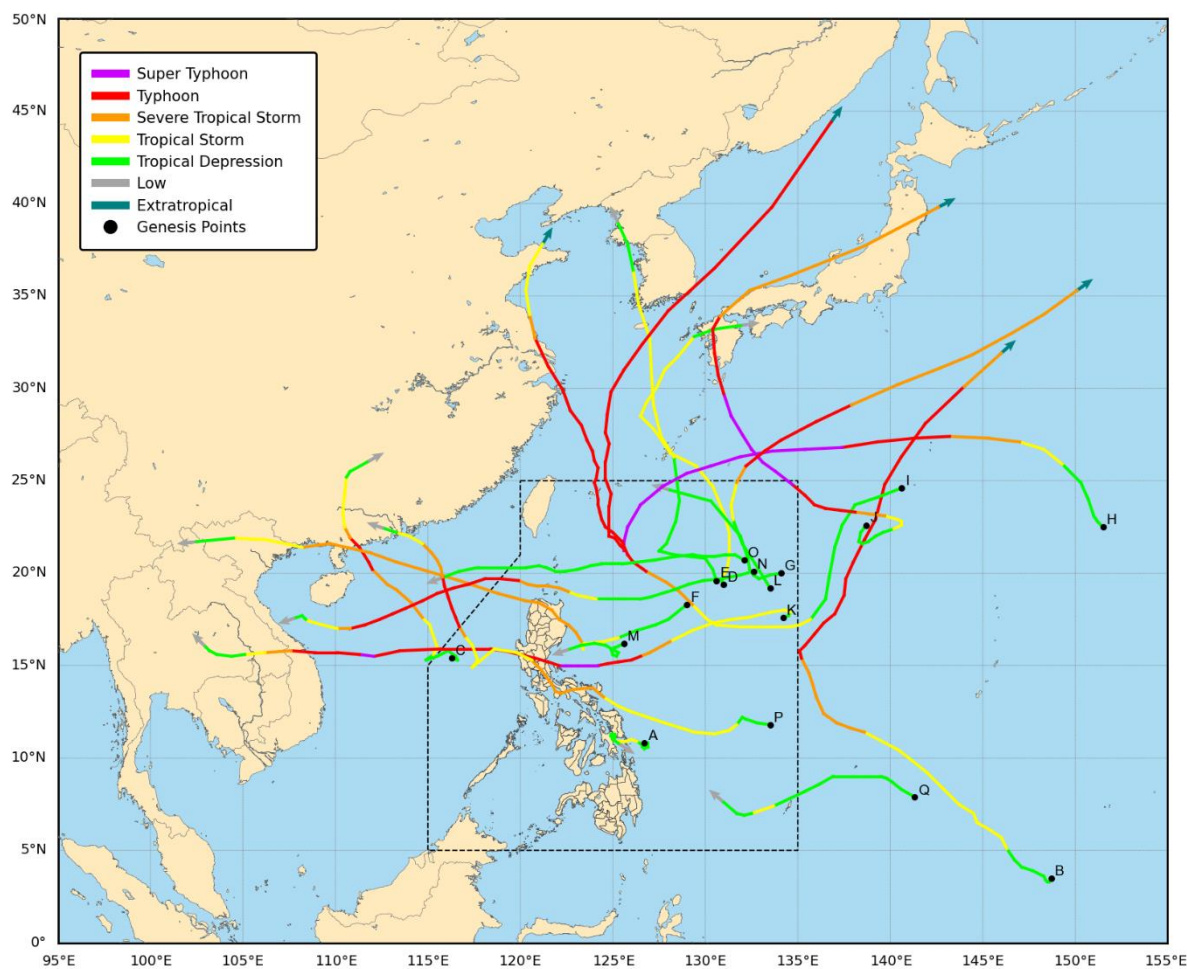 50°N
45°N
40°N
35°N
30°N
25°N
20°N
15°N
10°N
5°N
0°
95°E 100°E 105°E 110°E 115°E 120°E 125°E 130°E 135°E 140°E 145°E 150°E 155°E
Super Typhoon
Typhoon
Severe Tropical Storm
Tropical Storm
Tropical Depression
Low
Extratropical
Genesis Points
I
J
H
O
N
G
E
D
L
F
K
M
C
P
A
Q
B